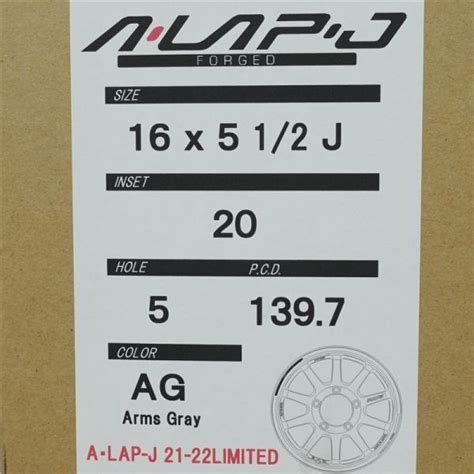 A·LAP·J
FORGED
SIZE
16 x 5 1/2 J
INSET
20
HOLE P.C.D.
5 139.7
COLOR
AG
Arms Gray
A·LAP-J 21-22LIMITED